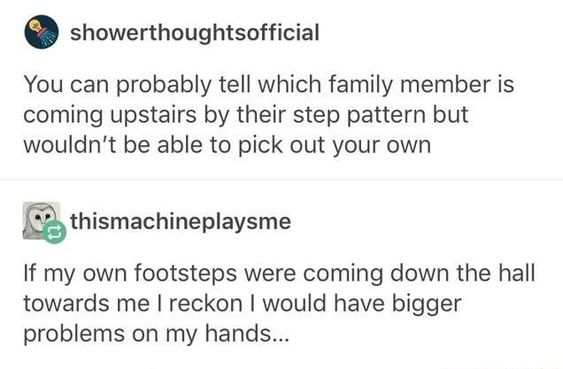 showerthoughtsofficial
You can probably tell which family member is
coming upstairs by their step pattern but
wouldn't be able to pick out your own
thismachineplaysme
If my own footsteps were coming down the hall
towards me I reckon I would have bigger
problems on my hands...